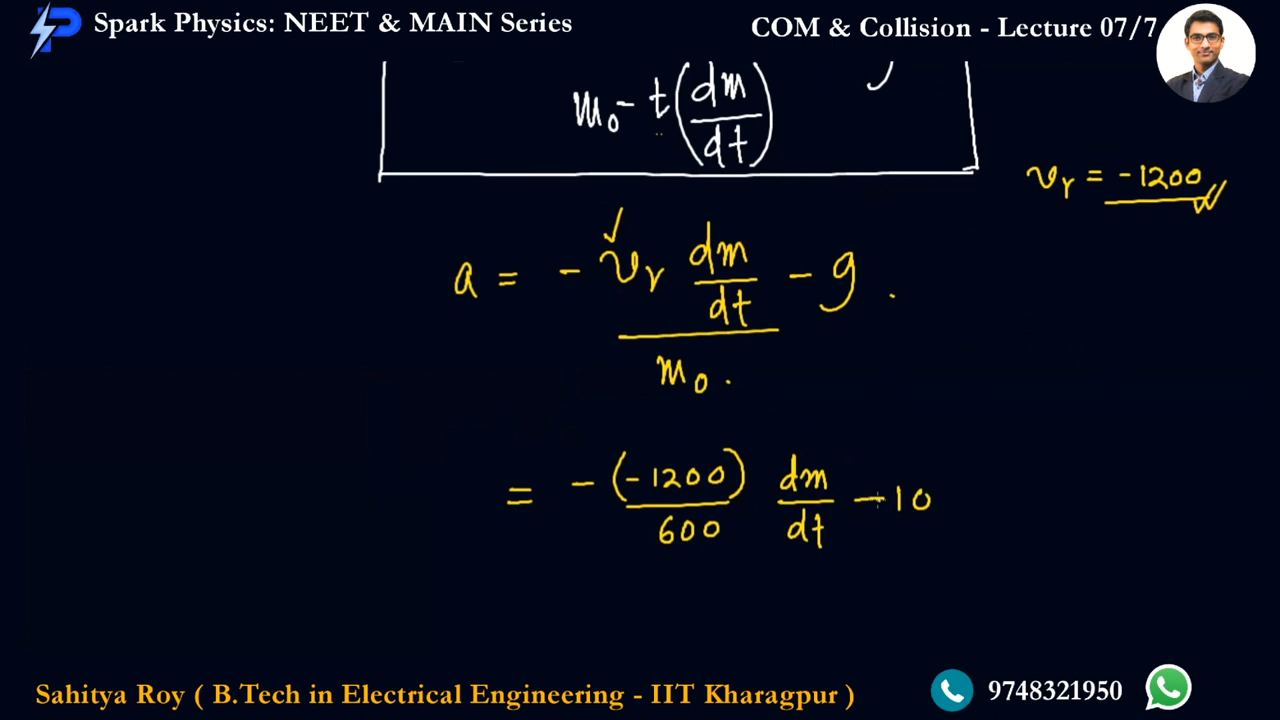 Spark Physics: NEET & MAIN Series
COM & Collision - Lecture 07/7
m₀ - t(dm/dt)
vᵣ = -1200
a = - vᵣ dm/dt - g .
m₀ .
= - (-1200) dm/dt - 10
600
Sahitya Roy ( B.Tech in Electrical Engineering - IIT Kharagpur )
9748321950